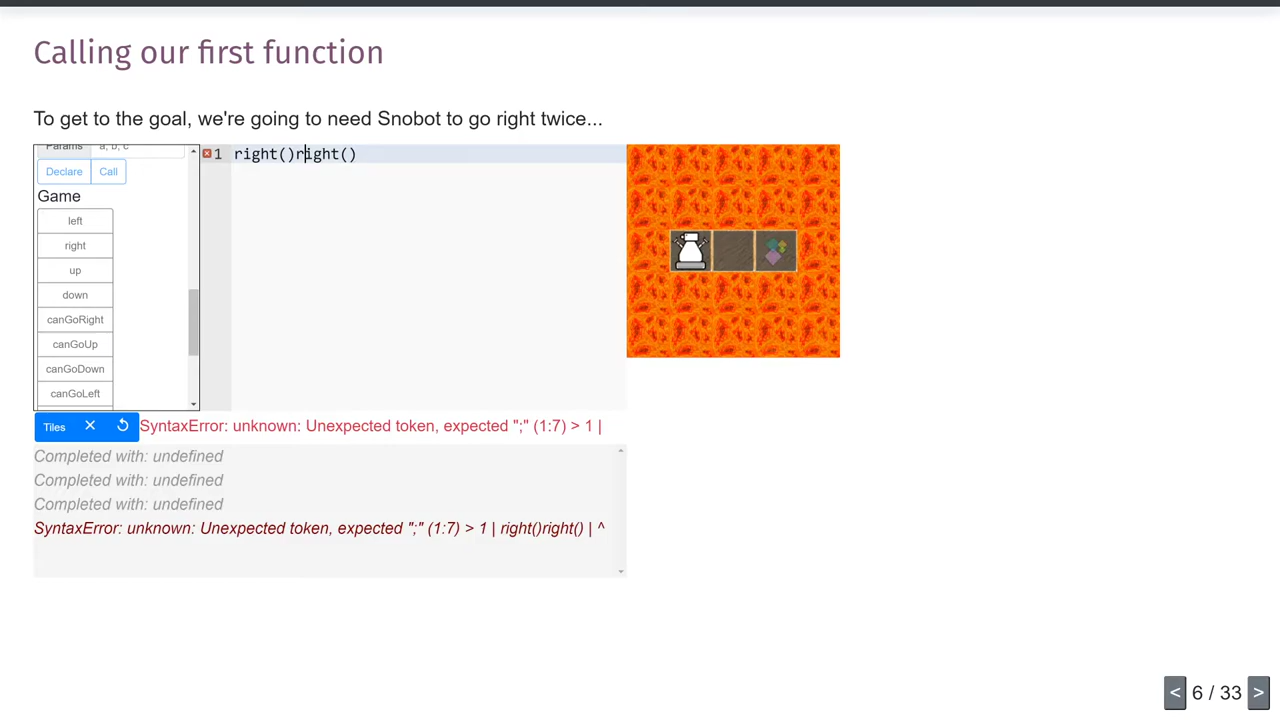 Calling our first function
To get to the goal, we're going to need Snobot to go right twice...
Params a, b, c
Declare Call
Game
left
right
up
down
canGoRight
canGoUp
canGoDown
canGoLeft
1 right()right()
Tiles SyntaxError: unknown: Unexpected token, expected ";" (1:7) > 1 |
Completed with: undefined
Completed with: undefined
Completed with: undefined
SyntaxError: unknown: Unexpected token, expected ";" (1:7) > 1 | right()right() | ^
< 6 / 33 >